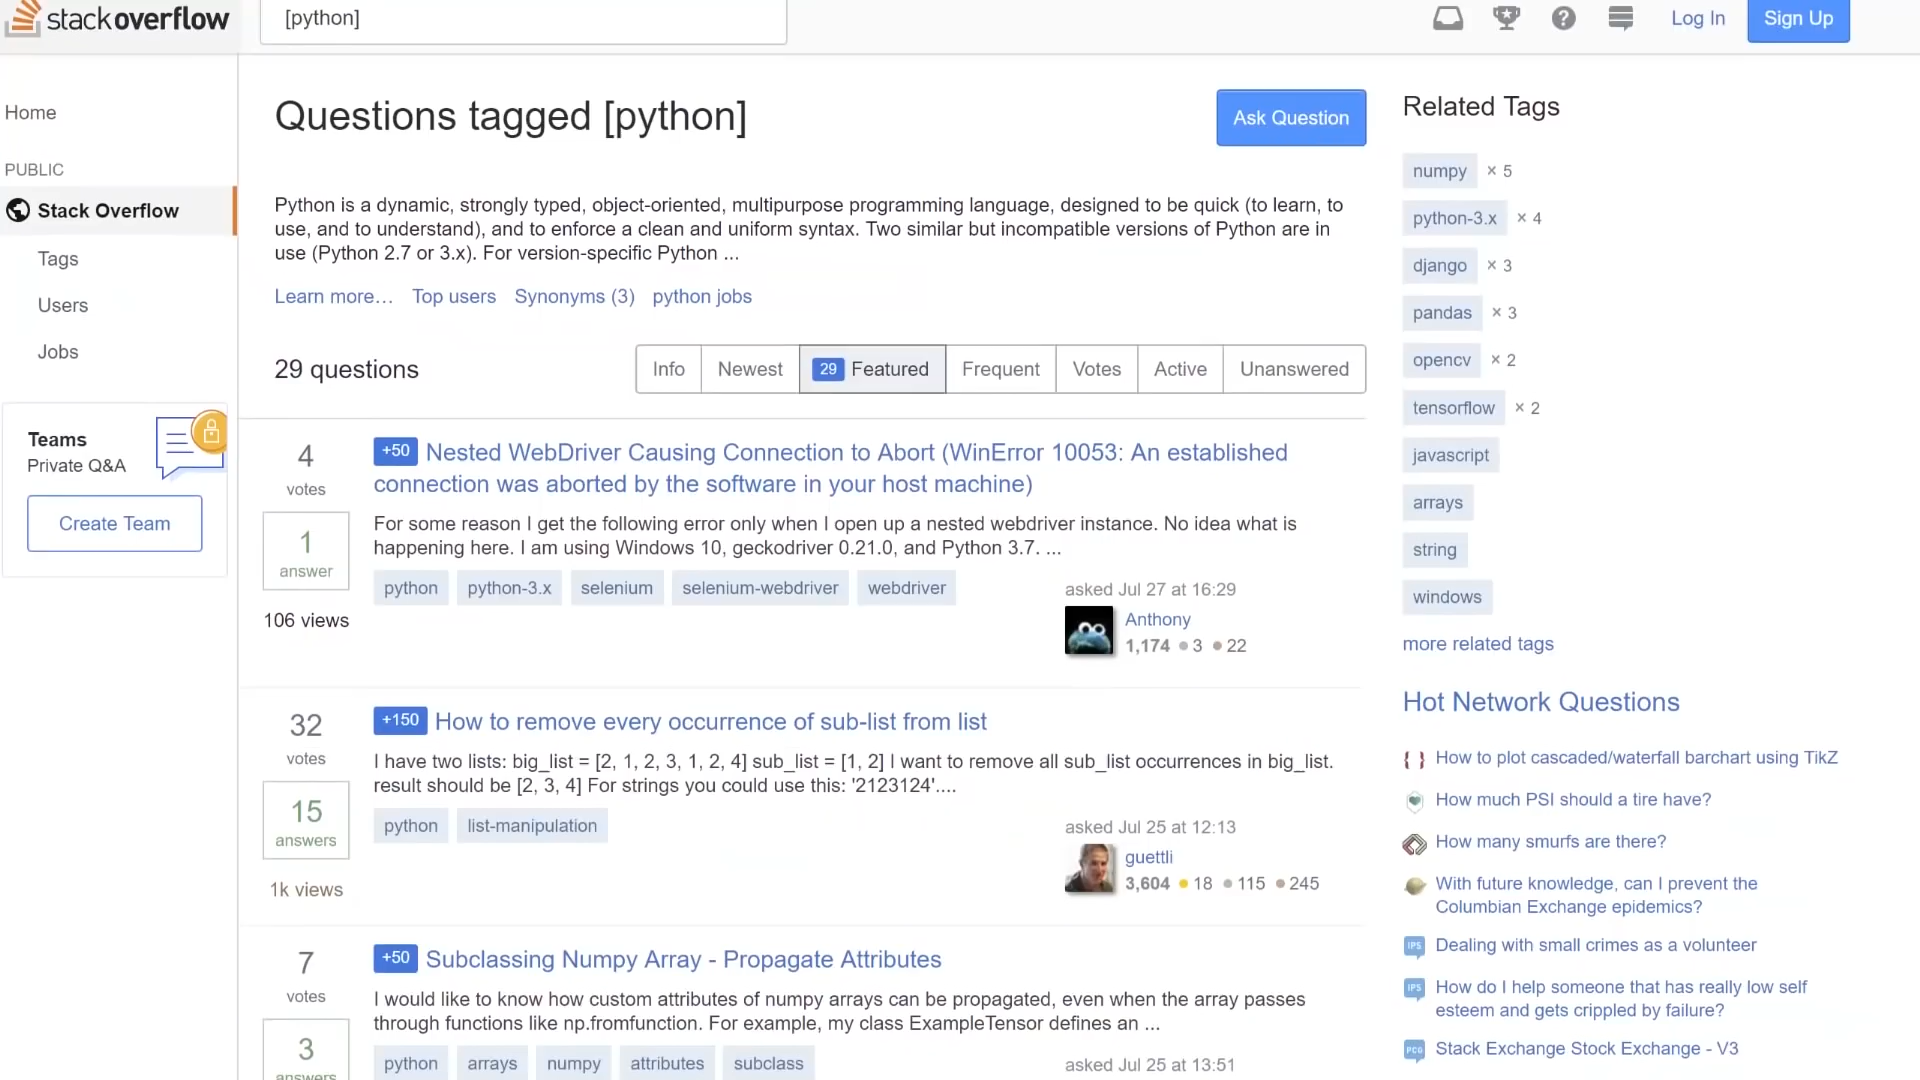 stackoverflow
[python]
Log In
Sign Up
Home
PUBLIC
Stack Overflow
Tags
Users
Jobs
Teams
Private Q&A
Create Team
Questions tagged [python]
Ask Question
Python is a dynamic, strongly typed, object-oriented, multipurpose programming language, designed to be quick (to learn, to
use, and to understand), and to enforce a clean and uniform syntax. Two similar but incompatible versions of Python are in
use (Python 2.7 or 3.x). For version-specific Python ...
Learn more… Top users Synonyms (3) python jobs
29 questions
Info Newest 29 Featured Frequent Votes Active Unanswered
4
votes
1
answer
106 views
+50 Nested WebDriver Causing Connection to Abort (WinError 10053: An established
connection was aborted by the software in your host machine)
For some reason I get the following error only when I open up a nested webdriver instance. No idea what is
happening here. I am using Windows 10, geckodriver 0.21.0, and Python 3.7. ...
python python-3.x selenium selenium-webdriver webdriver
asked Jul 27 at 16:29
Anthony
1,174 3 22
32
votes
15
answers
1k views
+150 How to remove every occurrence of sub-list from list
I have two lists: big_list = [2, 1, 2, 3, 1, 2, 4] sub_list = [1, 2] I want to remove all sub_list occurrences in big_list.
result should be [2, 3, 4] For strings you could use this: '2123124'....
python list-manipulation
asked Jul 25 at 12:13
guettli
3,604 18 115 245
7
votes
3
answers
+50 Subclassing Numpy Array - Propagate Attributes
I would like to know how custom attributes of numpy arrays can be propagated, even when the array passes
through functions like np.fromfunction. For example, my class ExampleTensor defines an ...
python arrays numpy attributes subclass
asked Jul 25 at 13:51
Related Tags
numpy × 5
python-3.x × 4
django × 3
pandas × 3
opencv × 2
tensorflow × 2
javascript
arrays
string
windows
more related tags
Hot Network Questions
How to plot cascaded/waterfall barchart using TikZ
How much PSI should a tire have?
How many smurfs are there?
With future knowledge, can I prevent the
Columbian Exchange epidemics?
IPS Dealing with small crimes as a volunteer
IPS How do I help someone that has really low self
esteem and gets crippled by failure?
PCG Stack Exchange Stock Exchange - V3